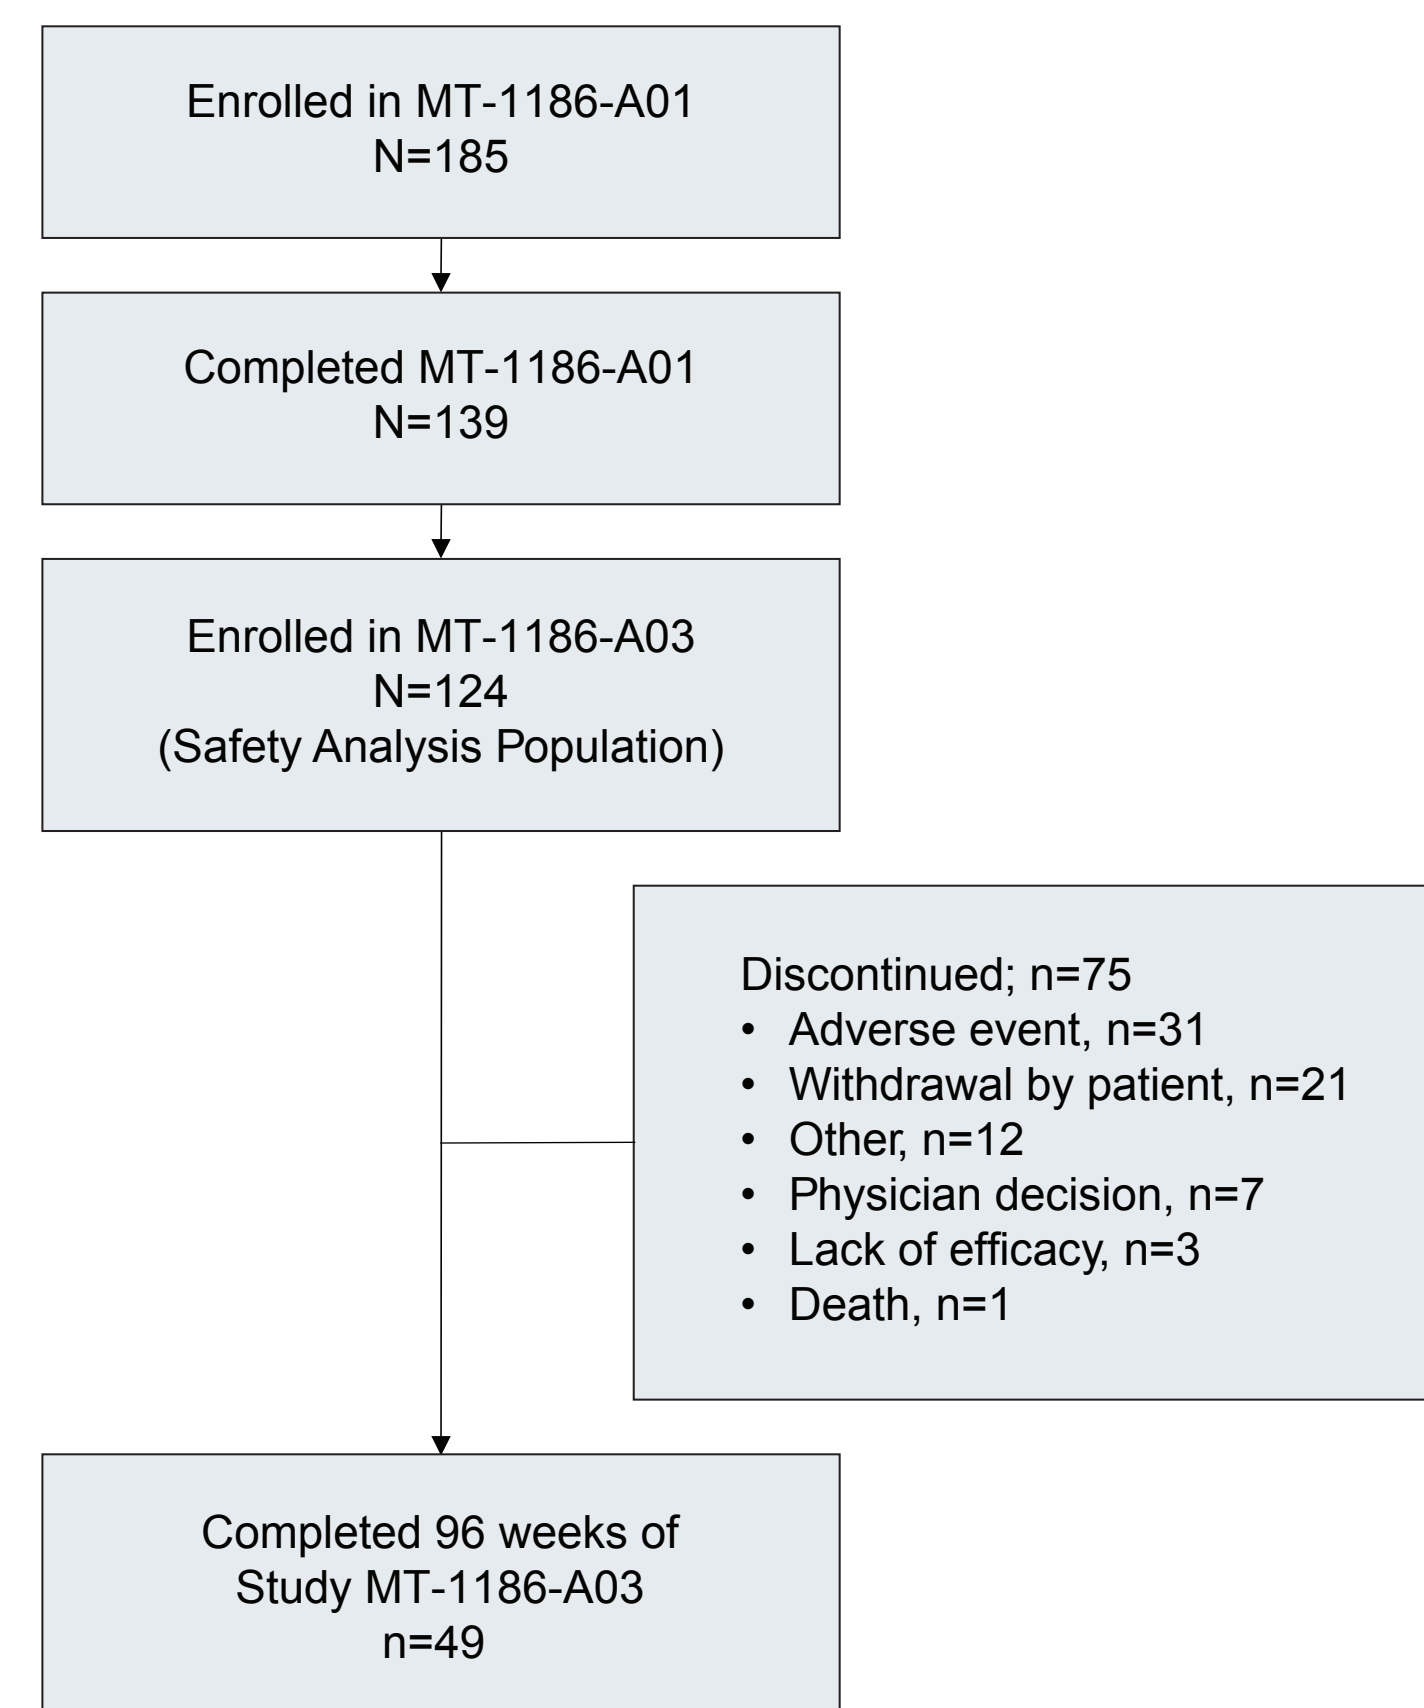 Enrolled in MT-1186-A01
N=185
Completed MT-1186-A01
N=139
Enrolled in MT-1186-A03
N=124
(Safety Analysis Population)
Discontinued; n=75
• Adverse event, n=31
• Withdrawal by patient, n=21
• Other, n=12
• Physician decision, n=7
• Lack of efficacy, n=3
• Death, n=1
Completed 96 weeks of
Study MT-1186-A03
n=49